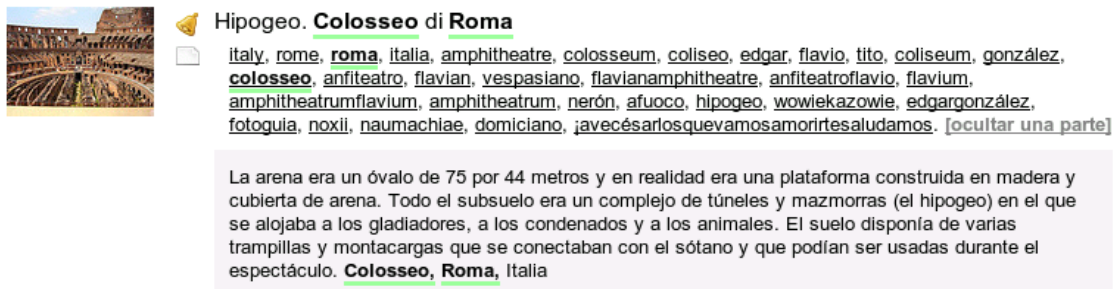 Hipogeo. Colosseo di Roma
italy, rome, roma, italia, amphitheatre, colosseum, coliseo, edgar, flavio, tito, coliseum, gonzález,
colosseo, anfiteatro, flavian, vespasiano, flavianamphitheatre, anfiteatroflavio, flavium,
amphitheatrumflavium, amphitheatrum, nerón, afuoco, hipogeo, wowiekazowie, edgargonzález,
fotoguia, noxii, naumachiae, domiciano, ¡avecésarlosquevamosamorirtesaludamos. [ocultar una parte]
La arena era un óvalo de 75 por 44 metros y en realidad era una plataforma construida en madera y
cubierta de arena. Todo el subsuelo era un complejo de túneles y mazmorras (el hipogeo) en el que
se alojaba a los gladiadores, a los condenados y a los animales. El suelo disponía de varias
trampillas y montacargas que se conectaban con el sótano y que podían ser usadas durante el
espectáculo. Colosseo, Roma, Italia